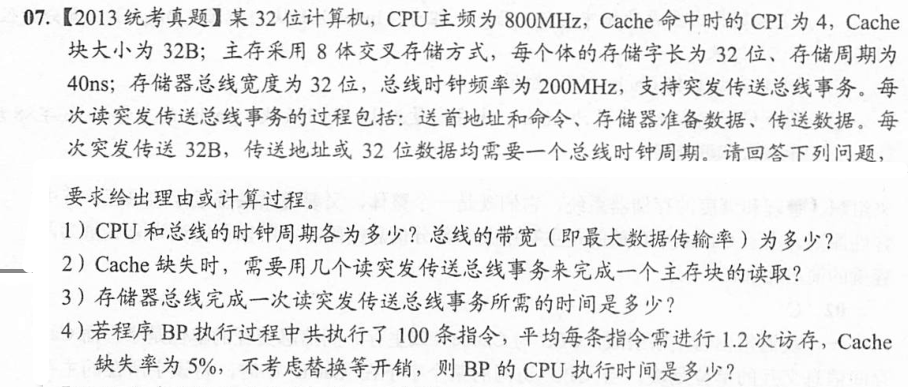 07.【2013 统考真题】某 32 位计算机，CPU 主频为 800MHz，Cache 命中时的 CPI 为 4，Cache
块大小为 32B；主存采用 8 体交叉存储方式，每个体的存储字长为 32 位、存储周期为
40ns；存储器总线宽度为 32 位，总线时钟频率为 200MHz，支持突发传送总线事务。每
次读突发传送总线事务的过程包括：送首地址和命令、存储器准备数据、传送数据。每
次突发传送 32B，传送地址或 32 位数据均需要一个总线时钟周期。请回答下列问题，
要求给出理由或计算过程。
1）CPU 和总线的时钟周期各为多少？总线的带宽（即最大数据传输率）为多少？
2）Cache 缺失时，需要用几个读突发传送总线事务来完成一个主存块的读取？
3）存储器总线完成一次读突发传送总线事务所需的时间是多少？
4）若程序 BP 执行过程中共执行了 100 条指令，平均每条指令需进行 1.2 次访存，Cache
缺失率为 5%，不考虑替换等开销，则 BP 的 CPU 执行时间是多少？